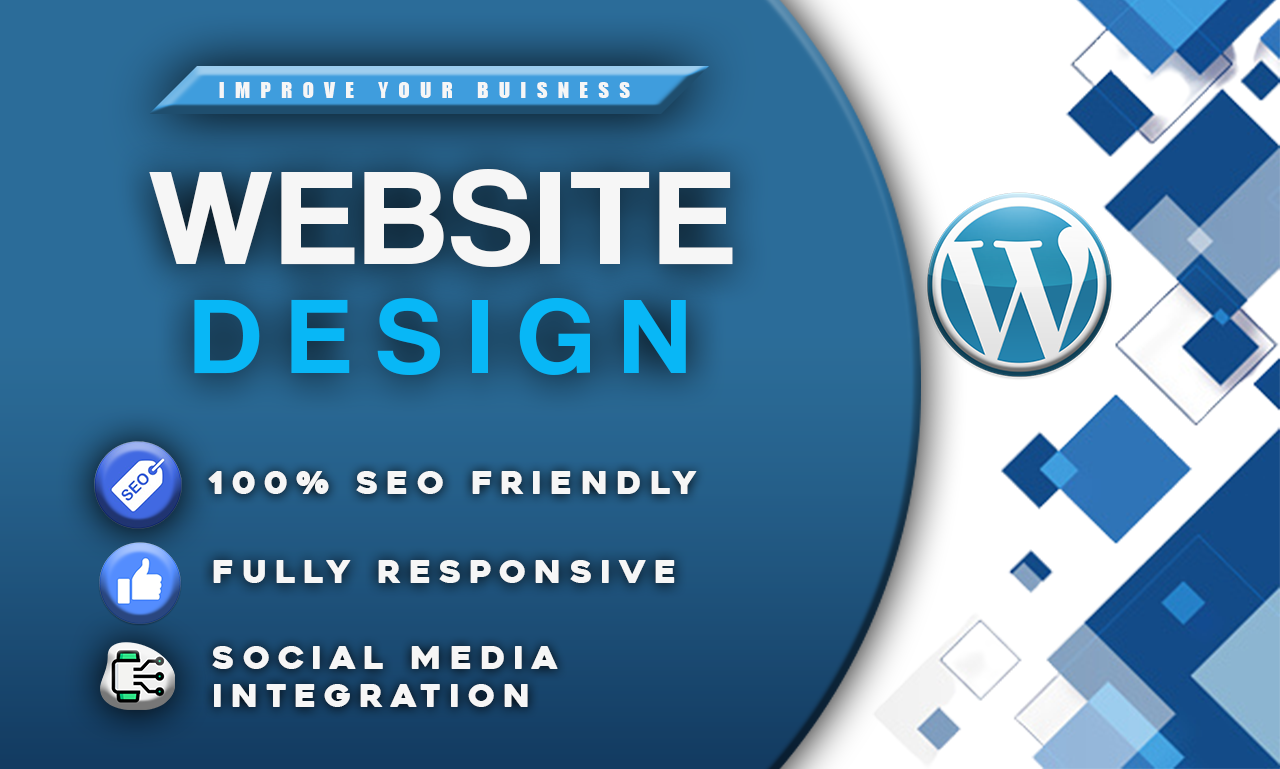 IMPROVE YOUR BUISNESS
WEBSITE
DESIGN
SEO
100% SEO FRIENDLY
FULLY RESPONSIVE
SOCIAL MEDIA
INTEGRATION
W